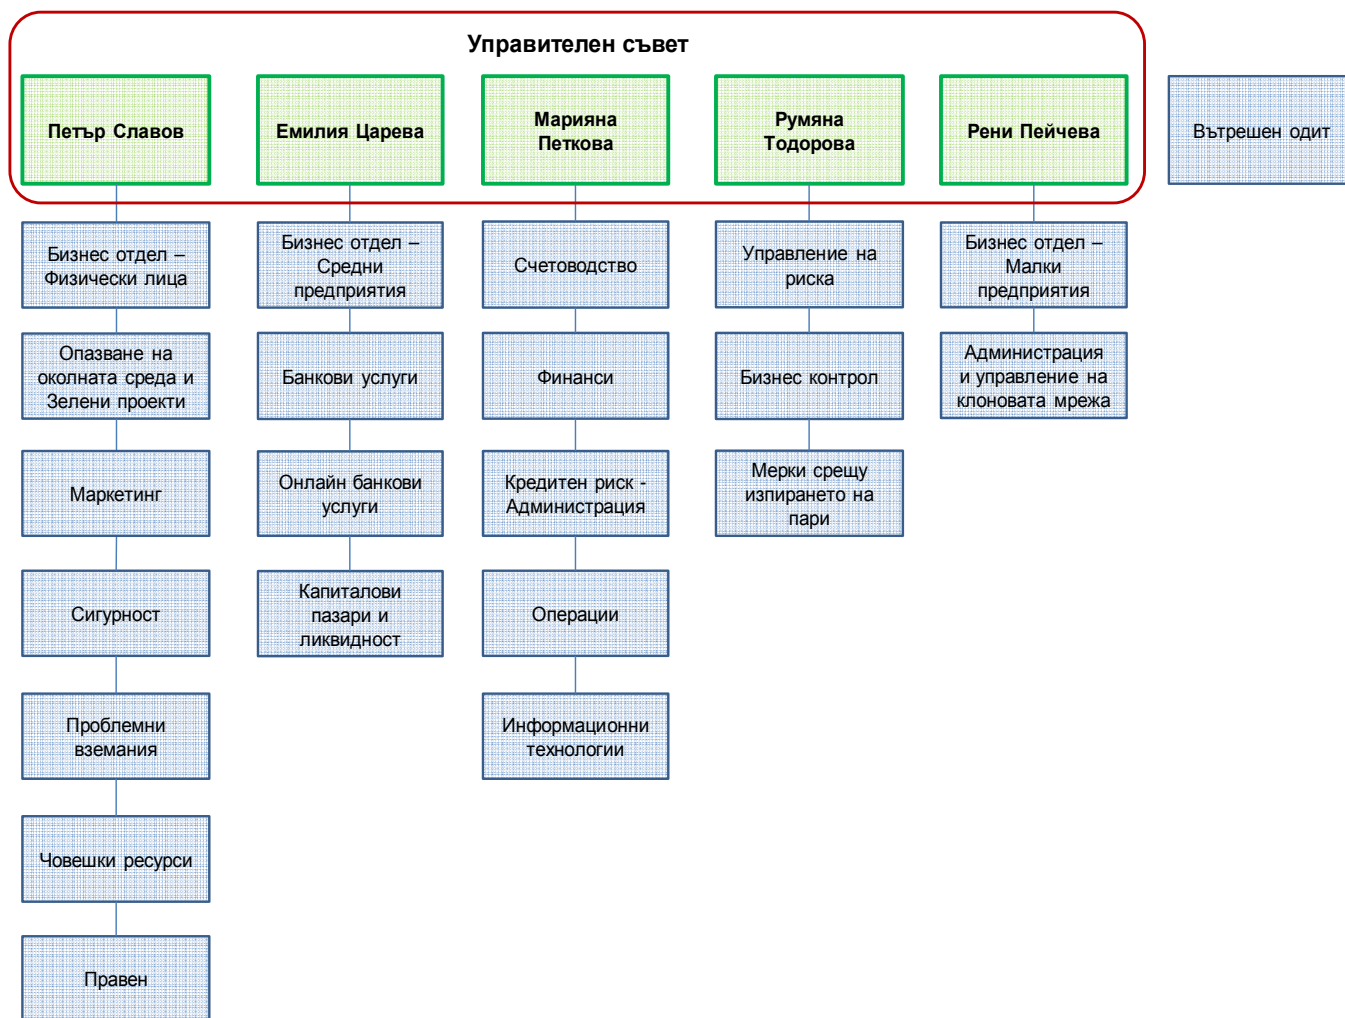 Управителен съвет
Петър Славов
Емилия Царева
Марияна
Петкова
Румяна
Тодорова
Рени Пейчева
Вътрешен одит
Бизнес отдел –
Физически лица
Бизнес отдел –
Средни
предприятия
Счетоводство
Управление на
риска
Бизнес отдел –
Малки
предприятия
Опазване на
околната среда и
Зелени проекти
Банкови услуги
Финанси
Бизнес контрол
Администрация
и управление на
клоновата мрежа
Маркетинг
Онлайн банкови
услуги
Кредитен риск -
Администрация
Мерки срещу
изпирането на
пари
Сигурност
Капиталови
пазари и
ликвидност
Операции
Проблемни
вземания
Информационни
технологии
Човешки ресурси
Правен